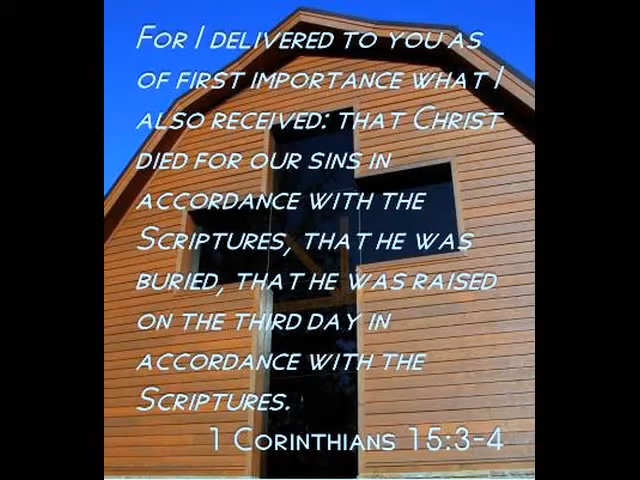 For I delivered to you as
of first importance what I
also received: that Christ
died for our sins in
accordance with the
Scriptures, that he was
buried, that he was raised
on the third day in
accordance with the
Scriptures.
1 Corinthians 15:3-4